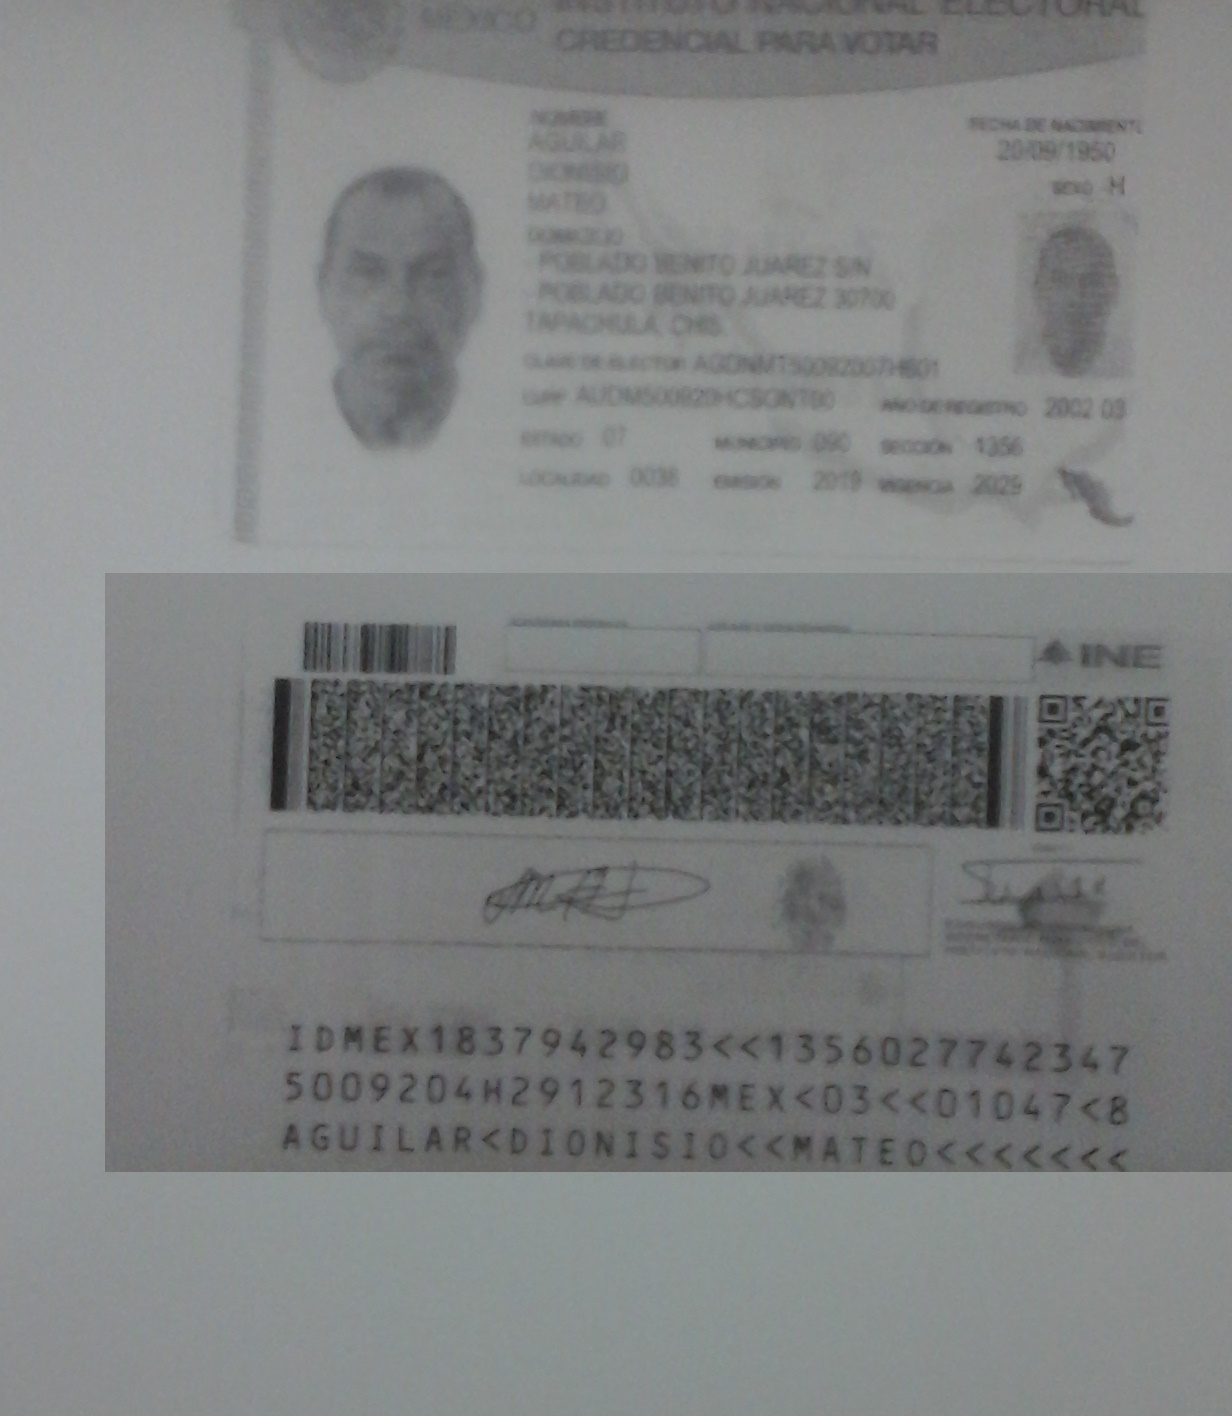 MÉXICO
INSTITUTO NACIONAL ELECTORAL
CREDENCIAL PARA VOTAR
NOMBRE
AGUILAR
DIONISIO
MATEO
FECHA DE NACIMIENTO
20/09/1950
SEXO H
DOMICILIO
POBLADO BENITO JUAREZ S/N
POBLADO BENITO JUAREZ 30700
TAPACHULA, CHIS.
CLAVE DE ELECTOR AGDNMT50092007H601
CURP AUDM500920HCSGNT00
AÑO DE REGISTRO 2002 03
ESTADO 07 MUNICIPIO 090 SECCIÓN 1356
LOCALIDAD 0036 EMISIÓN 2019 VIGENCIA 2029
INE
IDMEX1837942983<<1356027742347
5009204H2912316MEX<03<<01047<8
AGUILAR<DIONISIO<<MATEO<<<<<<<